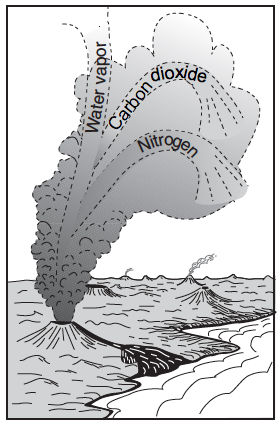 Water vapor
Carbon dioxide
Nitrogen